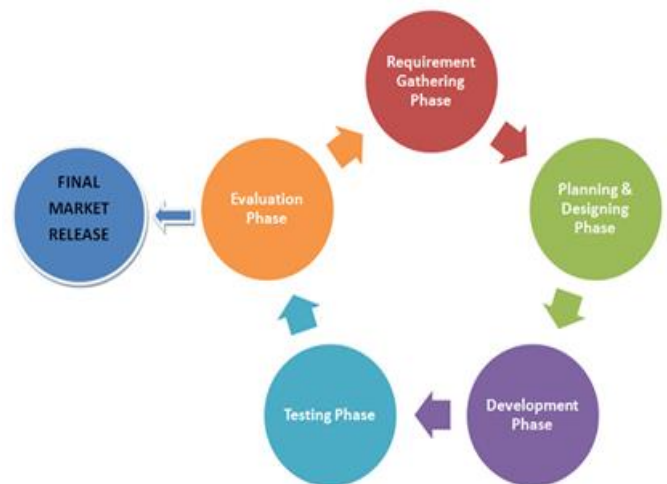 Requirement
Gathering
Phase
Planning &
Designing
Phase
Development
Phase
Testing Phase
Evaluation
Phase
FINAL
MARKET
RELEASE